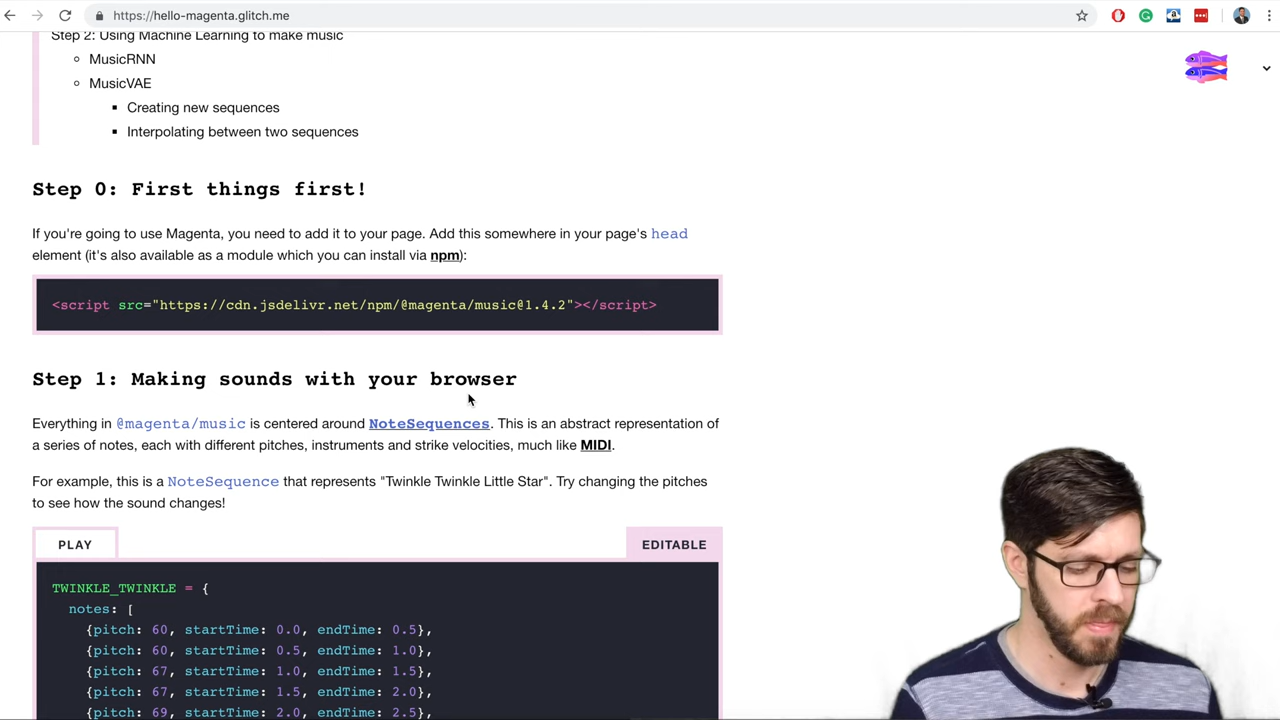 https://hello-magenta.glitch.me
Step 2: Using Machine Learning to make music
MusicRNN
MusicVAE
Creating new sequences
Interpolating between two sequences
Step 0: First things first!
If you're going to use Magenta, you need to add it to your page. Add this somewhere in your page's head
element (it's also available as a module which you can install via npm):
<script src="https://cdn.jsdelivr.net/npm/@magenta/music@1.4.2"></script>
Step 1: Making sounds with your browser
Everything in @magenta/music is centered around NoteSequences. This is an abstract representation of
a series of notes, each with different pitches, instruments and strike velocities, much like MIDI.
For example, this is a NoteSequence that represents "Twinkle Twinkle Little Star". Try changing the pitches
to see how the sound changes!
PLAY
EDITABLE
TWINKLE_TWINKLE = {
notes: [
{pitch: 60, startTime: 0.0, endTime: 0.5},
{pitch: 60, startTime: 0.5, endTime: 1.0},
{pitch: 67, startTime: 1.0, endTime: 1.5},
{pitch: 67, startTime: 1.5, endTime: 2.0},
{pitch: 69, startTime: 2.0, endTime: 2.5},